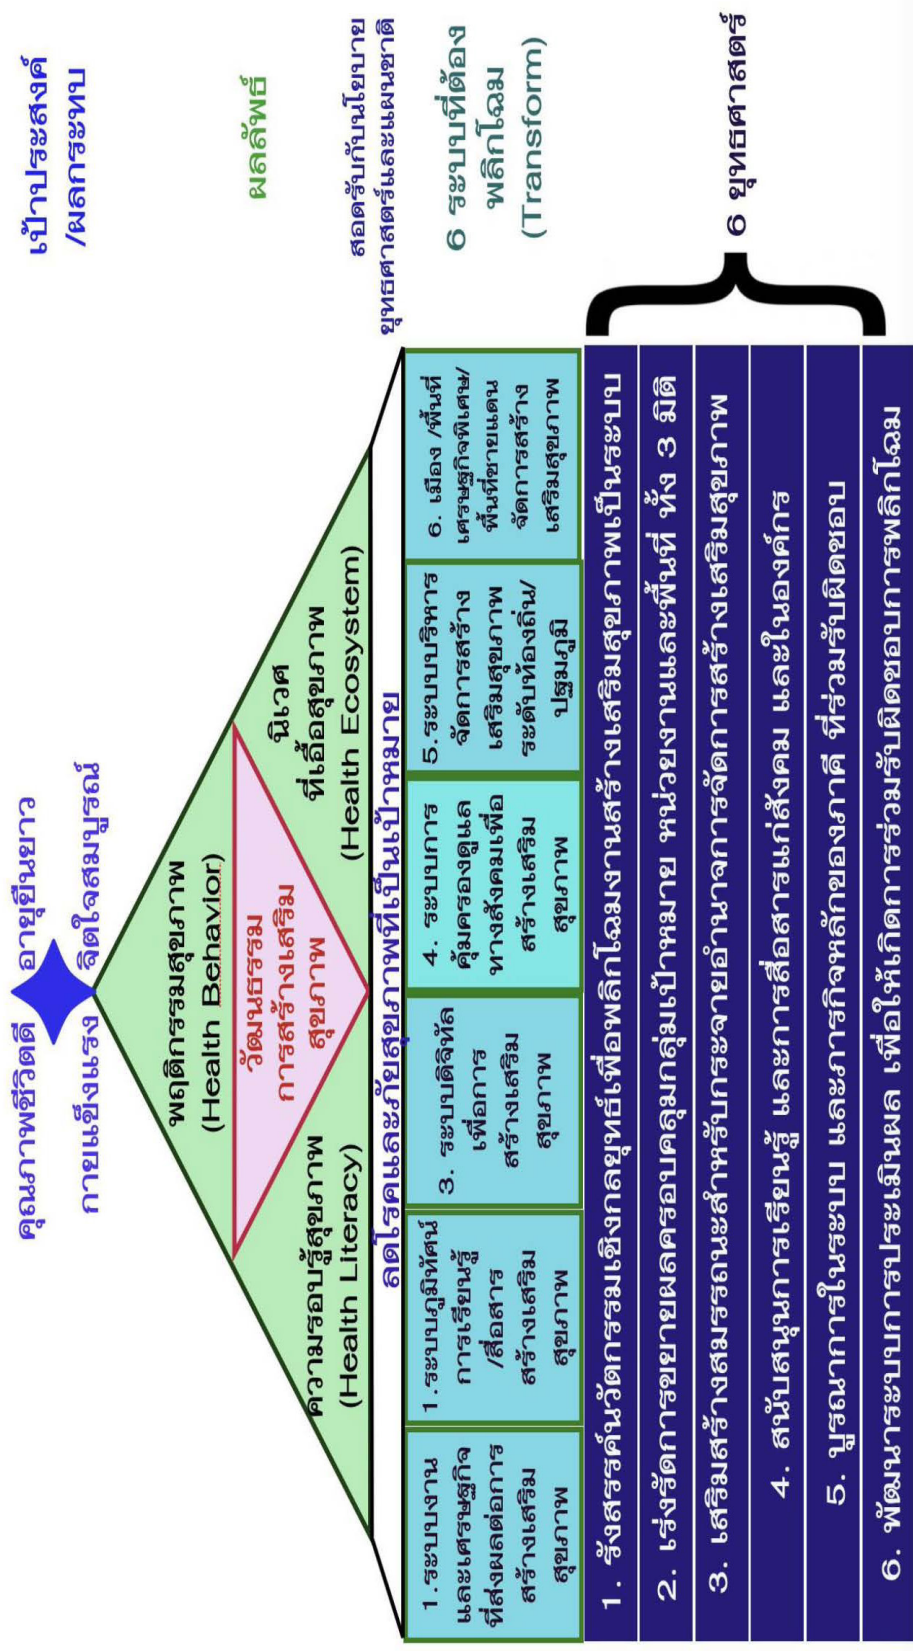 เป้าประสงค์
/ผลกระทบ
คุณภาพชีวิตดี อายุยืนยาว
กายแข็งแรง จิตใจสมบูรณ์
ผลลัพธ์
พฤติกรรมสุขภาพ
(Health Behavior)
วัฒนธรรม
การสร้างเสริม
สุขภาพ
ความรอบรู้สุขภาพ
(Health Literacy)
นิเวศ
ที่เอื้อสุขภาพ
(Health Ecosystem)
สอดรับกับนโยบาย
ยุทธศาสตร์และแผนชาติ
ลดโรคและภัยสุขภาพที่เป็นเป้าหมาย
6 ระบบที่ต้อง
พลิกโฉม
(Transform)
1.ระบบงาน
และเศรษฐกิจ
ที่ส่งผลต่อการ
สร้างเสริม
สุขภาพ
1.ระบบภูมิทัศน์
การเรียนรู้
/สื่อสาร
สร้างเสริม
สุขภาพ
3. ระบบดิจิทัล
เพื่อการ
สร้างเสริม
สุขภาพ
4. ระบบการ
คุ้มครองดูแล
ทางสังคมเพื่อ
สร้างเสริม
สุขภาพ
5.ระบบบริหาร
จัดการสร้าง
เสริมสุขภาพ
ระดับท้องถิ่น/
ปฐมภูมิ
6. เมือง /พื้นที่
เศรษฐกิจพิเศษ/
พื้นที่ชายแดน
จัดการสร้าง
เสริมสุขภาพ
6 ยุทธศาสตร์
1. รังสรรค์นวัตกรรมเชิงกลยุทธ์เพื่อพลิกโฉมงานสร้างเสริมสุขภาพเป็นระบบ
2. เร่งรัดการขยายผลครอบคลุมกลุ่มเป้าหมาย หน่วยงานและพื้นที่ ทั้ง 3 มิติ
3. เสริมสร้างสมรรถนะสำหรับการกระจายอำนาจการจัดการสร้างเสริมสุขภาพ
4. สนับสนุนการเรียนรู้ และการสื่อสารแก่สังคม และในองค์กร
5. บูรณาการในระบบ และภารกิจหลักของภาคี ที่ร่วมรับผิดชอบ
6. พัฒนาระบบการประเมินผล เพื่อให้เกิดการร่วมรับผิดชอบการพลิกโฉม